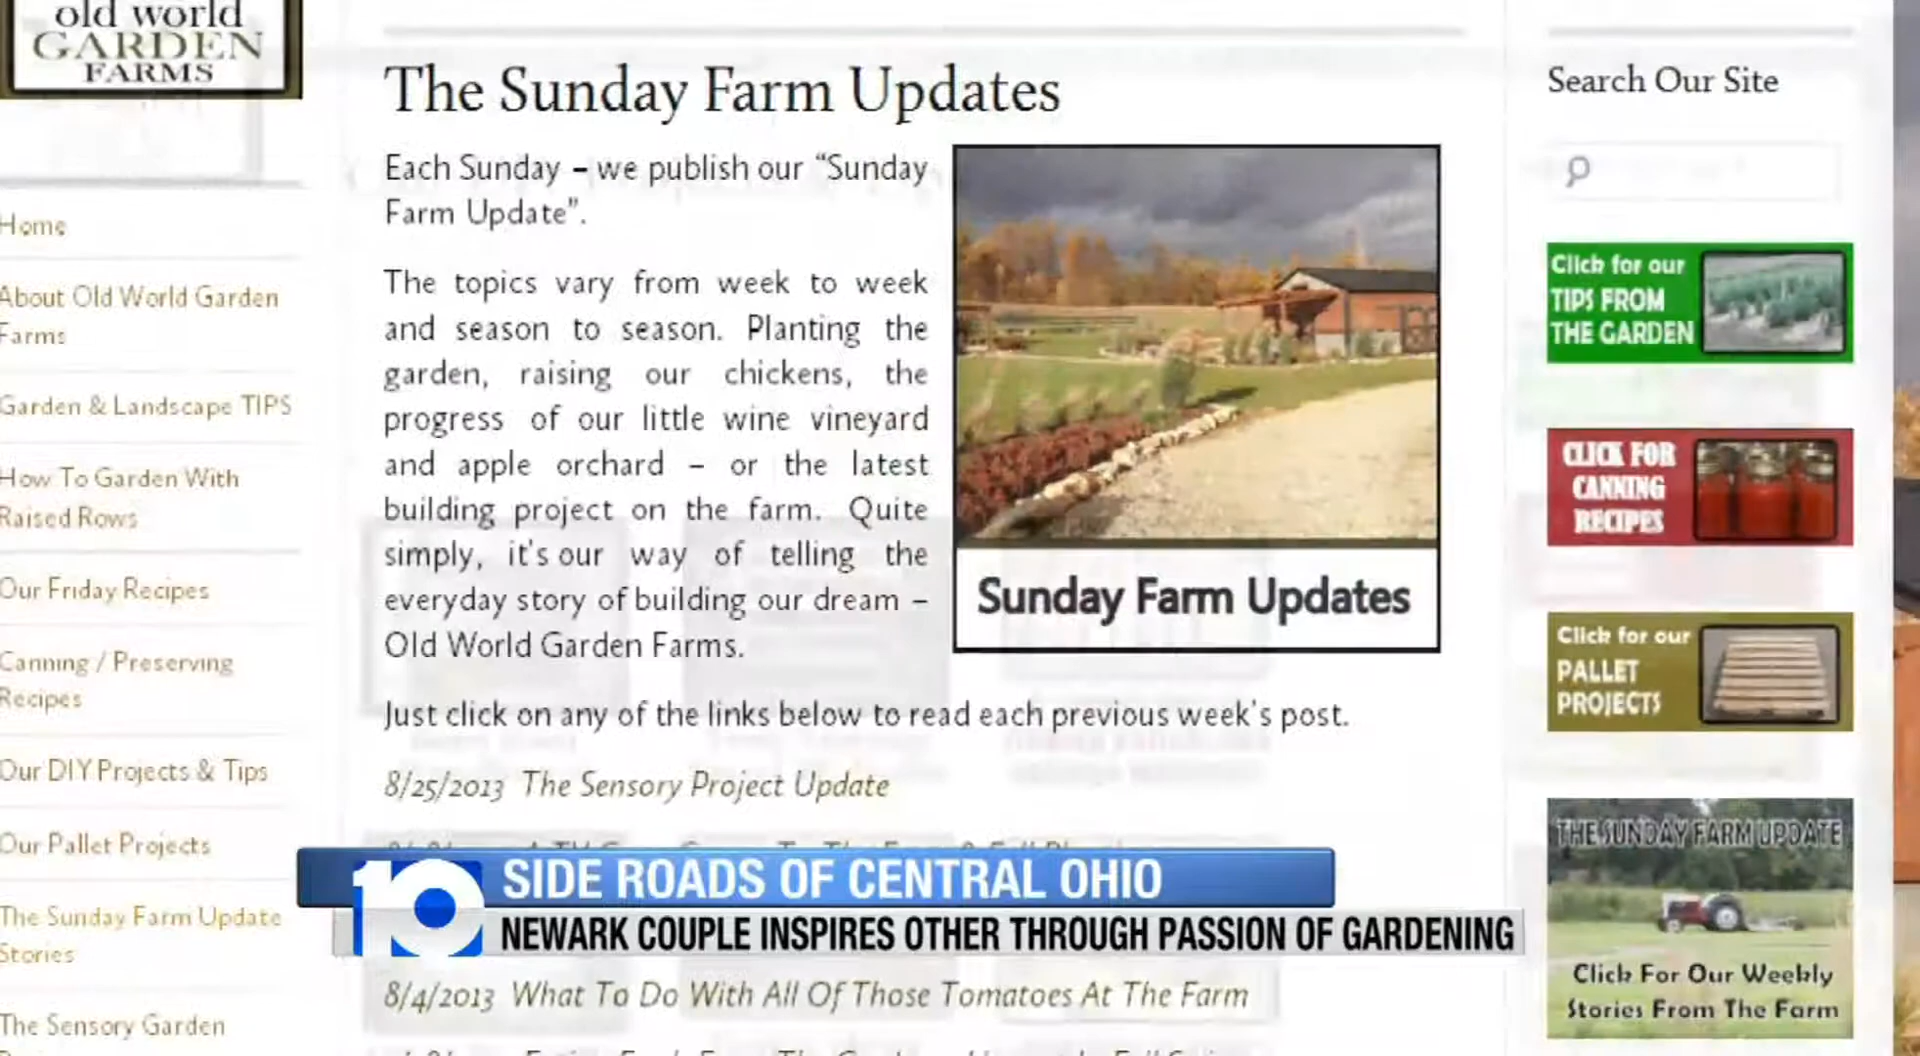 old world
GARDEN
FARMS
Home
About Old World Garden
Farms
Garden & Landscape TIPS
How To Garden With
Raised Rows
Our Friday Recipes
Canning / Preserving
Recipes
Our DIY Projects & Tips
Our Pallet Projects
The Sunday Farm Update
Stories
The Sensory Garden
The Sunday Farm Updates
Each Sunday – we publish our “Sunday
Farm Update”.
The topics vary from week to week
and season to season. Planting the
garden, raising our chickens, the
progress of our little wine vineyard
and apple orchard – or the latest
building project on the farm. Quite
simply, it's our way of telling the
everyday story of building our dream –
Old World Garden Farms.
Sunday Farm Updates
Just click on any of the links below to read each previous week's post.
8/25/2013 The Sensory Project Update
10
SIDE ROADS OF CENTRAL OHIO
NEWARK COUPLE INSPIRES OTHER THROUGH PASSION OF GARDENING
8/4/2013 What To Do With All Of Those Tomatoes At The Farm
Search Our Site
Click for our
TIPS FROM
THE GARDEN
CLICK FOR
CANNING
RECIPES
Click for our
PALLET
PROJECTS
THE SUNDAY FARM UPDATE
Click For Our Weekly
Stories From The Farm